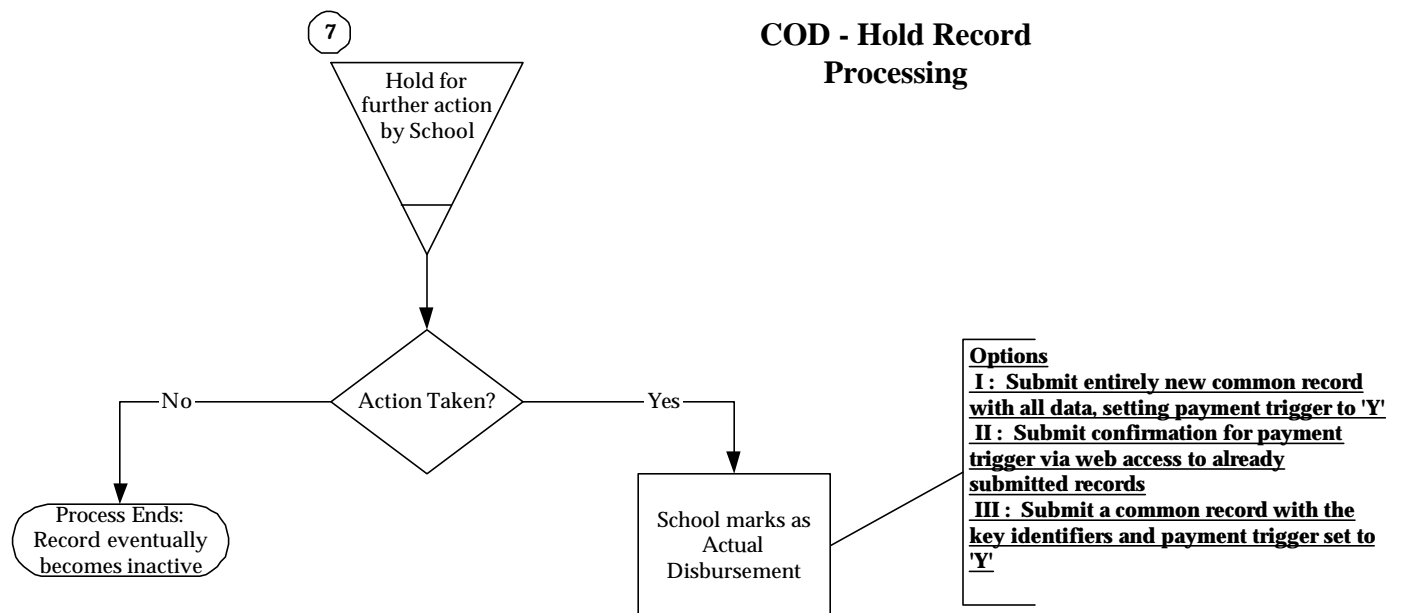 7
COD - Hold Record
Processing
Hold for
further action
by School
Action Taken?
No
Yes
Process Ends:
Record eventually
becomes inactive
School marks as
Actual
Disbursement
Options
I : Submit entirely new common record
with all data, setting payment trigger to 'Y'
II : Submit confirmation for payment
trigger via web access to already
submitted records
III : Submit a common record with the
key identifiers and payment trigger set to
'Y'